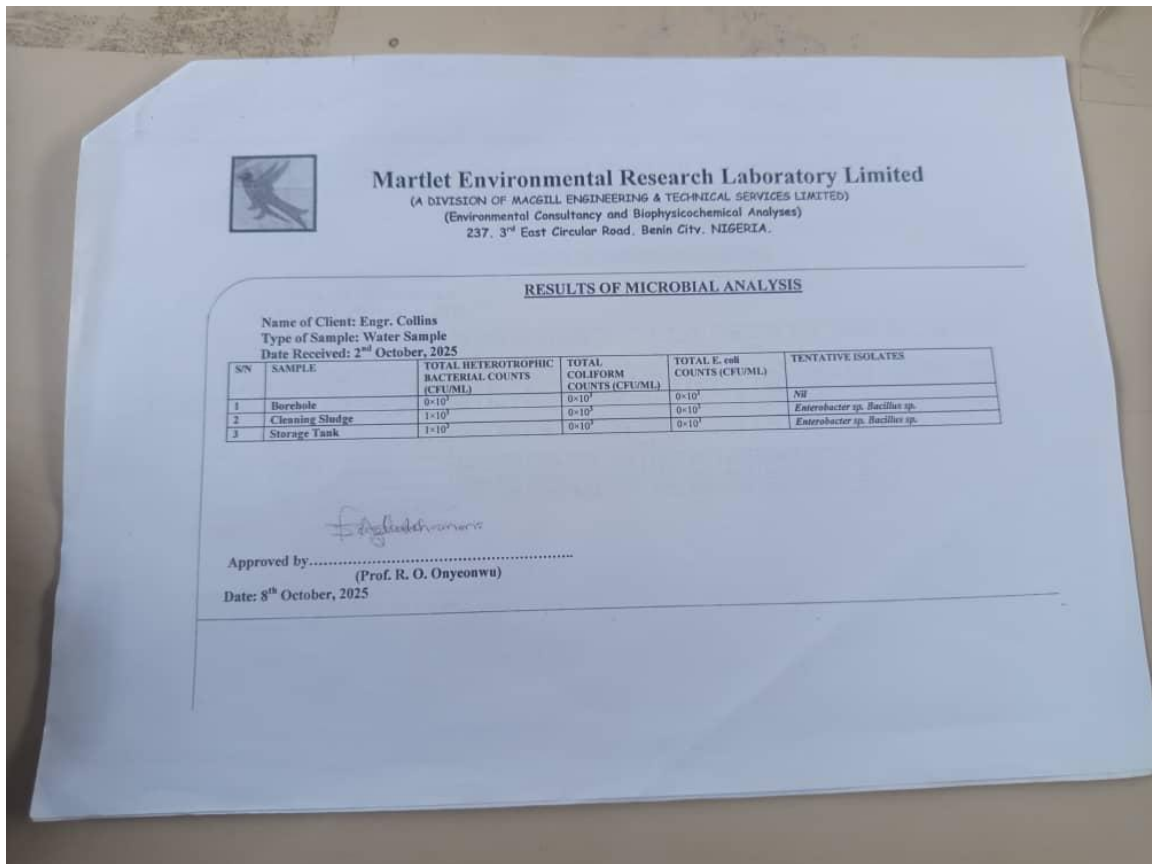 Martlet Environmental Research Laboratory Limited
(A DIVISION OF MACGILL ENGINEERING & TECHNICAL SERVICES LIMITED)
(Environmental Consultancy and Biophysicochemical Analyses)
237, 3rd East Circular Road, Benin City. NIGERIA.
RESULTS OF MICROBIAL ANALYSIS
Name of Client: Engr. Collins
Type of Sample: Water Sample
Date Received: 2nd October, 2025
S/N SAMPLE TOTAL HETEROTROPHIC BACTERIAL COUNTS (CFU/ML) TOTAL COLIFORM COUNTS (CFU/ML) TOTAL E. coli COUNTS (CFU/ML) TENTATIVE ISOLATES
1 Borehole Nil
2 Cleaning Sludge Enterobacter sp. Bacillus sp.
3 Storage Tank Enterobacter sp. Bacillus sp.
Approved by......................................................
(Prof. R. O. Onyeonwu)
Date: 8th October, 2025